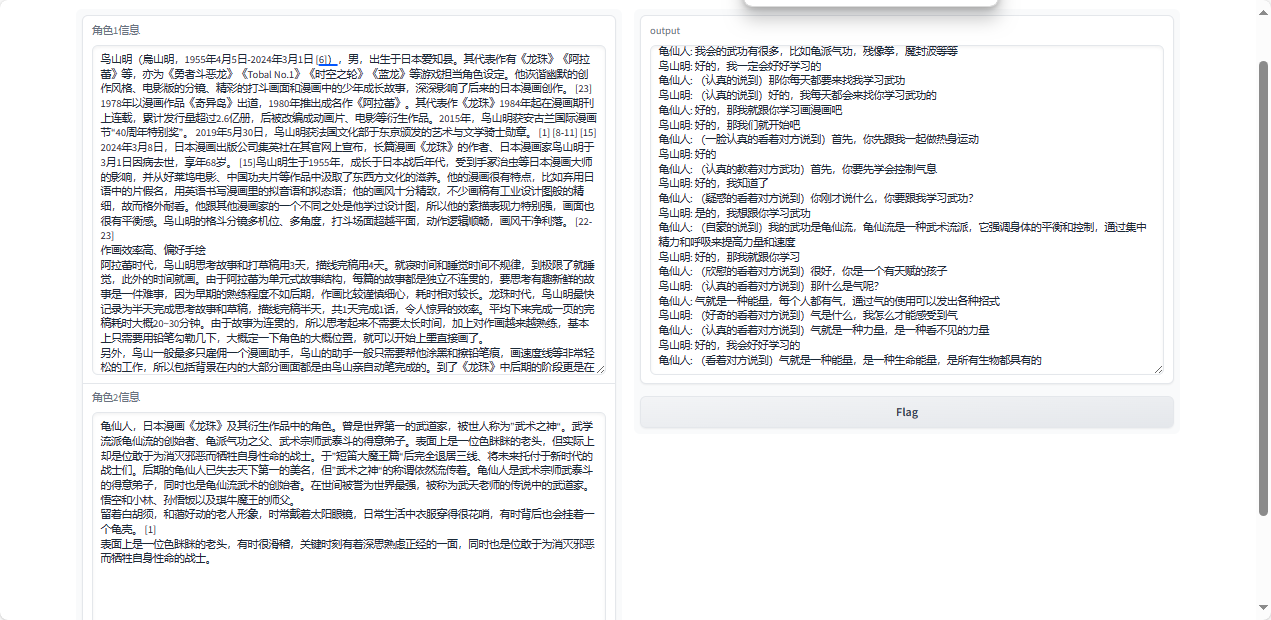 角色1信息
鸟山明（鳥山明，1955年4月5日-2024年3月1日 [6]），男，出生于日本爱知县。其代表作有《龙珠》《阿拉
蕾》等，亦为《勇者斗恶龙》《Tobal No.1》《时空之轮》《蓝龙》等游戏担当角色设定。他诙谐幽默的创
作风格、电影版的分镜、精彩的打斗画面和漫画中的少年成长故事，深深影响了后来的日本漫画创作。 [23]
1978年以漫画作品《奇异岛》出道，1980年推出成名作《阿拉蕾》。其代表作《龙珠》1984年起在漫画期刊
上连载，累计发行量超过2.6亿册，后被改编成动画片、电影等衍生作品。2015年，鸟山明获安古兰国际漫
画节"40周年特别奖"。 2019年5月30日，鸟山明获法国文化部于东京颁发的艺术与文学骑士勋章。 [1] [8-11] [15]
2024年3月8日，日本漫画出版公司集英社在其官网上宣布，长篇漫画《龙珠》的作者、日本漫画家鸟山明于
3月1日因病去世，享年68岁。 [15]鸟山明生于1955年，成长于日本战后年代，受到手冢治虫等日本漫画大师
的影响，并从好莱坞电影、中国功夫片等作品中汲取了东西方文化的滋养。他的漫画很有特点，比如弃用日
语中的片假名，用英语书写漫画里的拟音语和拟态语；他的画风十分精致，不少画稿有工业设计图般的精
细，故而格外耐看。他跟其他漫画家的一个不同之处是他学过设计图，所以他的素描表现力特别强，画面也
很有平衡感。鸟山明的格斗分镜多机位、多角度，打斗场面超越平面，动作逻辑顺畅，画风干净利落。 [22-
23]
作画效率高、偏好手绘
阿拉蕾时代，鸟山明思考故事和打草稿用3天，描线完稿用4天。就寝时间和睡觉时间不规律，到极限了就睡
觉，此外的时间就画。由于阿拉蕾为单元式故事结构，每篇的故事都是独立不连贯的，要思考有趣新鲜的故
事是一件难事，因为早期的熟练程度不如后期，作画比较谨慎细心，耗时相对较长。龙珠时代，鸟山明最快
记录为半天完成思考故事和草稿，描线完稿半天，共1天完成1话，令人惊异的效率。平均下来完成一页的完
稿耗时大概20~30分钟。由于故事为连贯的，所以思考起来不需要太长时间，加上对作画越来越熟练，基本
上只需要用铅笔勾勒几下，大概定一下角色的大概位置，就可以开始上墨直接画了。
另外，鸟山一般最多只雇佣一个漫画助手，鸟山的助手一般只需要帮他涂黑和擦铅笔痕，画速度线等非常轻
松的工作，所以包括背景在内的大部分画面都是由鸟山亲自动笔完成的。到了《龙珠》中后期的阶段更是在
角色2信息
龟仙人，日本漫画《龙珠》及其衍生作品中的角色。曾是世界第一的武道家，被世人称为"武术之神"。武学
流派龟仙流的创始者、龟派气功之父、武术宗师武泰斗的得意弟子。表面上是一位色眯眯的老头，但实际上
却是位敢于为消灭邪恶而牺牲自身性命的战士。于"短笛大魔王篇"后完全退居三线、将未来托付于新时代的
战士们。后期的龟仙人已失去天下第一的美名，但"武术之神"的称谓依然流传着。龟仙人是武术宗师武泰斗
的得意弟子，同时也是龟仙流武术的创始者。在世间被誉为世界最强，被称为武天老师的传说中的武道家。
悟空和小林、孙悟饭以及琪牛魔王的师父。
留着白胡须，和蔼好动的老人形象，时常戴着太阳眼镜，日常生活中衣服穿得很花哨，有时背后也会挂着一
个龟壳。 [1]
表面上是一位色眯眯的老头，有时很滑稽，关键时刻有着深思熟虑正经的一面，同时也是位敢于为消灭邪恶
而牺牲自身性命的战士。
output
龟仙人: 我会的武功有很多，比如龟派气功，残像拳，魔封波等等
鸟山明: 好的，我一定会好好学习的
龟仙人: （认真的说到）那你每天都要来找我学习武功
鸟山明: （认真的说到）好的，我每天都会来找你学习武功的
龟仙人: 好的，那我就跟你学习画漫画吧
鸟山明: 好的，那我们就开始吧
龟仙人: （一脸认真的看着对方说到）首先，你先跟我一起做热身运动
鸟山明: 好的
龟仙人: （认真的教着对方武功）首先，你要先学会控制气息
鸟山明: 好的，我知道了
龟仙人: （疑惑的看着对方说到）你刚才说什么，你要跟我学习武功？
鸟山明: 是的，我想跟你学习武功
龟仙人: （自豪的说到）我的武功是龟仙流，龟仙流是一种武术流派，它强调身体的平衡和控制，通过集中
精力和呼吸来提高力量和速度
鸟山明: 好的，那我就跟你学习
龟仙人: （欣慰的看着对方说到）很好，你是一个有天赋的孩子
鸟山明: （认真的看着对方说到）那什么是气呢？
龟仙人: 气就是一种能量，每个人都有气，通过气的使用可以发出各种招式
鸟山明: （好奇的看着对方说到）气是什么，我怎么才能感受到气
龟仙人: （认真的看着对方说到）气就是一种力量，是一种看不见的力量
鸟山明: 好的，我会好好学习的
龟仙人: （看着对方说到）气就是一种能量，是一种生命能量，是所有生物都具有的
Flag